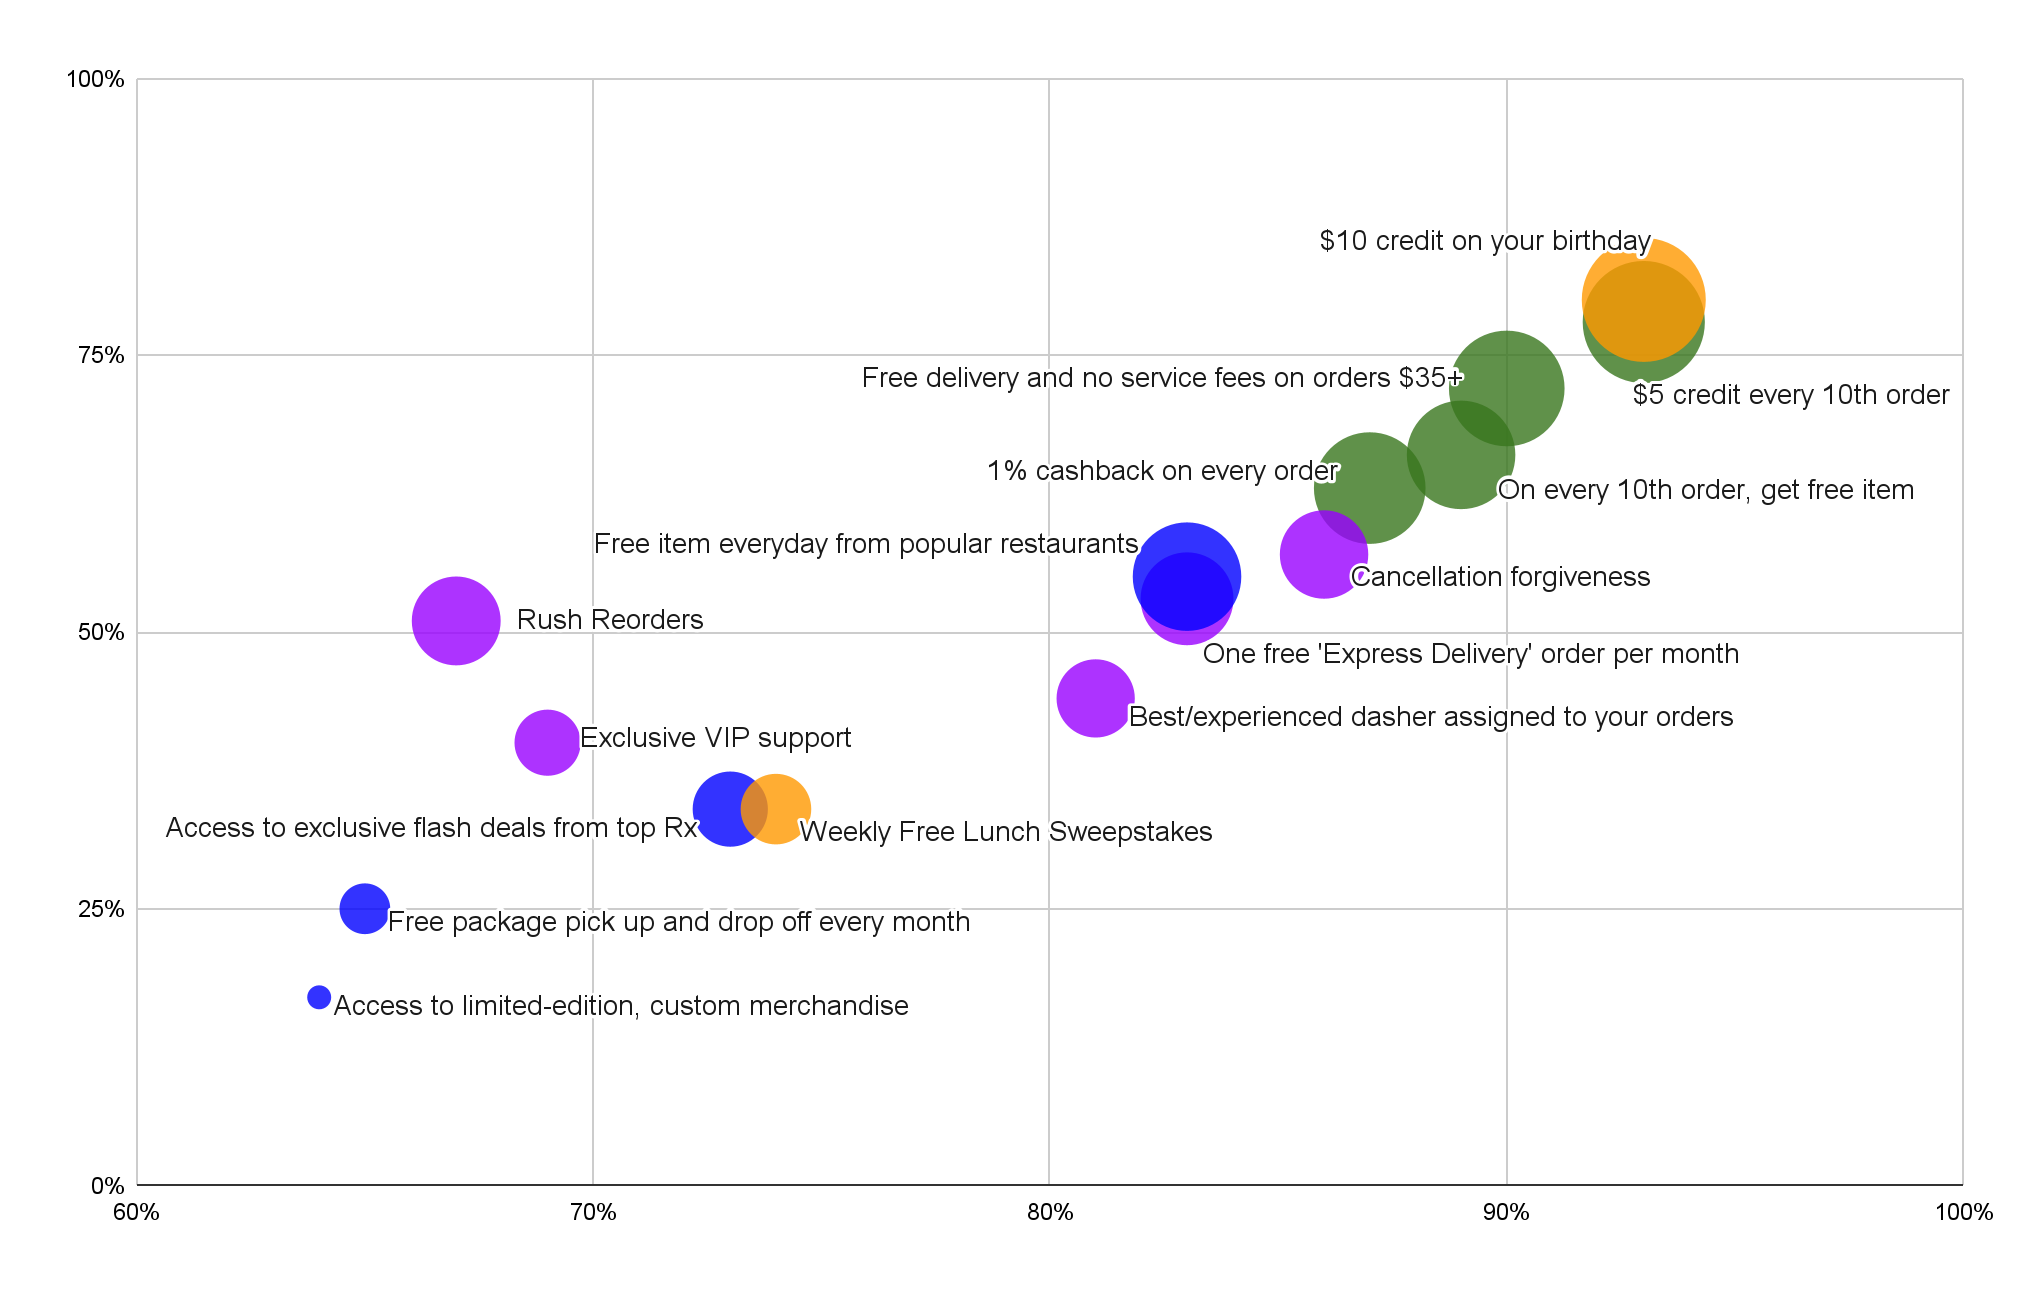 100%
$10 credit on your birthday
75%
Free delivery and no service fees on orders $35+
$5 credit every 10th order
1% cashback on every order
On every 10th order, get free item
Free item everyday from popular restaurants
Cancellation forgiveness
Rush Reorders
50%
One free 'Express Delivery' order per month
Best/experienced dasher assigned to your orders
Exclusive VIP support
Access to exclusive flash deals from top Rx
Weekly Free Lunch Sweepstakes
25%
Free package pick up and drop off every month
Access to limited-edition, custom merchandise
0%
60% 70% 80% 90% 100%